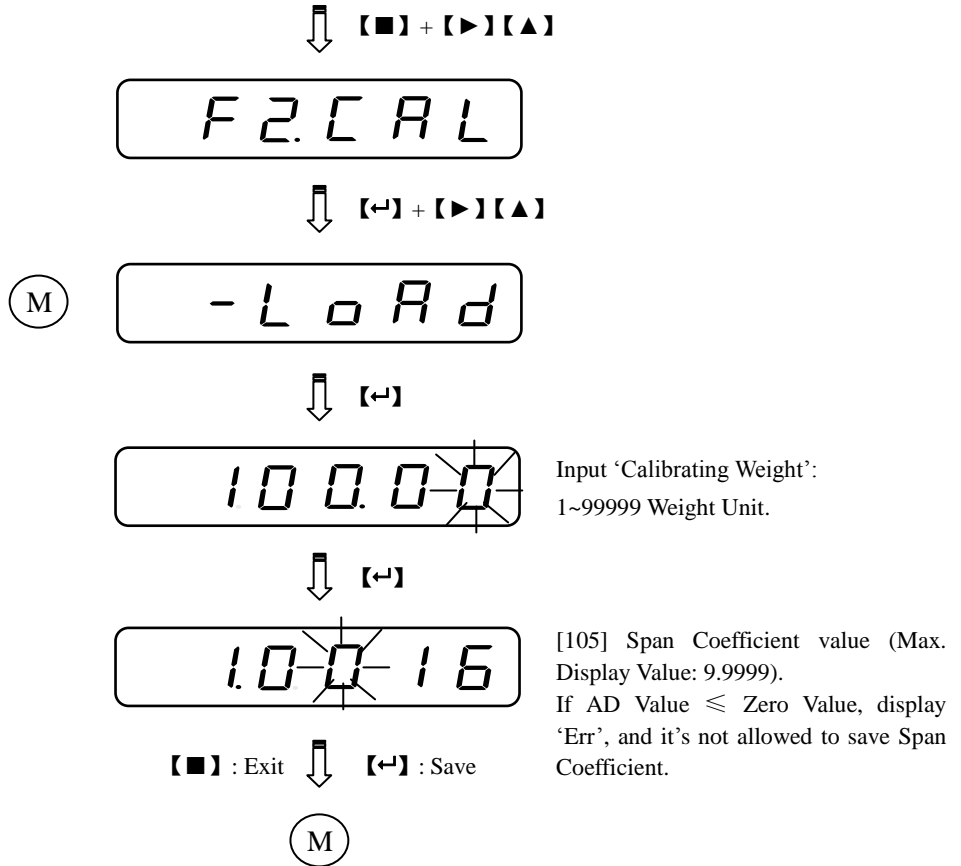 【■】+【►】【▲】
F2.CAL
【↵】+【►】【▲】
M
-LoAd
【↵】
100.00
Input ‘Calibrating Weight’:
1~99999 Weight Unit.
【↵】
1.0016
[105] Span Coefficient value (Max.
Display Value: 9.9999).
If AD Value ≤ Zero Value, display
‘Err’, and it’s not allowed to save Span
Coefficient.
【■】: Exit 【↵】: Save
M